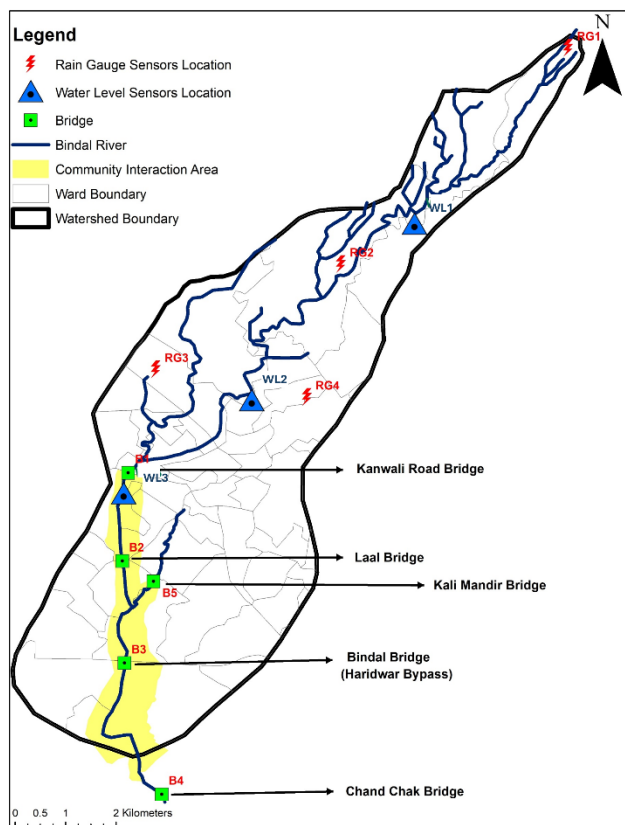 Legend
Rain Gauge Sensors Location
Water Level Sensors Location
Bridge
Bindal River
Community Interaction Area
Ward Boundary
Watershed Boundary
N
RG1
WL1
RG2
RG3
WL2
RG4
B1
Kanwali Road Bridge
WL3
B2
Laal Bridge
B5
Kali Mandir Bridge
B3
Bindal Bridge
(Haridwar Bypass)
B4
Chand Chak Bridge
0 0.5 1 2 Kilometers